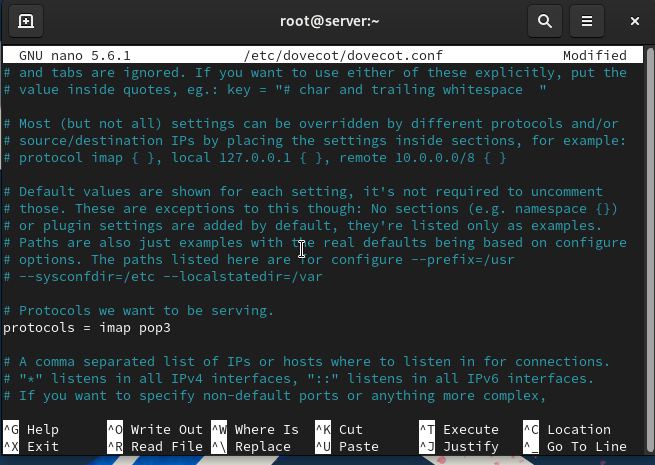 root@server:~
GNU nano 5.6.1 /etc/dovecot/dovecot.conf Modified
# and tabs are ignored. If you want to use either of these explicitly, put the
# value inside quotes, eg.: key = "# char and trailing whitespace  "
# Most (but not all) settings can be overridden by different protocols and/or
# source/destination IPs by placing the settings inside sections, for example:
# protocol imap { }, local 127.0.0.1 { }, remote 10.0.0.0/8 { }
# Default values are shown for each setting, it's not required to uncomment
# those. These are exceptions to this though: No sections (e.g. namespace {})
# or plugin settings are added by default, they're listed only as examples.
# Paths are also just examples with the real defaults being based on configure
# options. The paths listed here are for configure --prefix=/usr
# --sysconfdir=/etc --localstatedir=/var
# Protocols we want to be serving.
protocols = imap pop3
# A comma separated list of IPs or hosts where to listen in for connections.
# "*" listens in all IPv4 interfaces, "::" listens in all IPv6 interfaces.
# If you want to specify non-default ports or anything more complex,
^G Help ^O Write Out ^W Where Is ^K Cut ^T Execute ^C Location
^X Exit ^R Read File ^\ Replace ^U Paste ^J Justify ^_ Go To Line